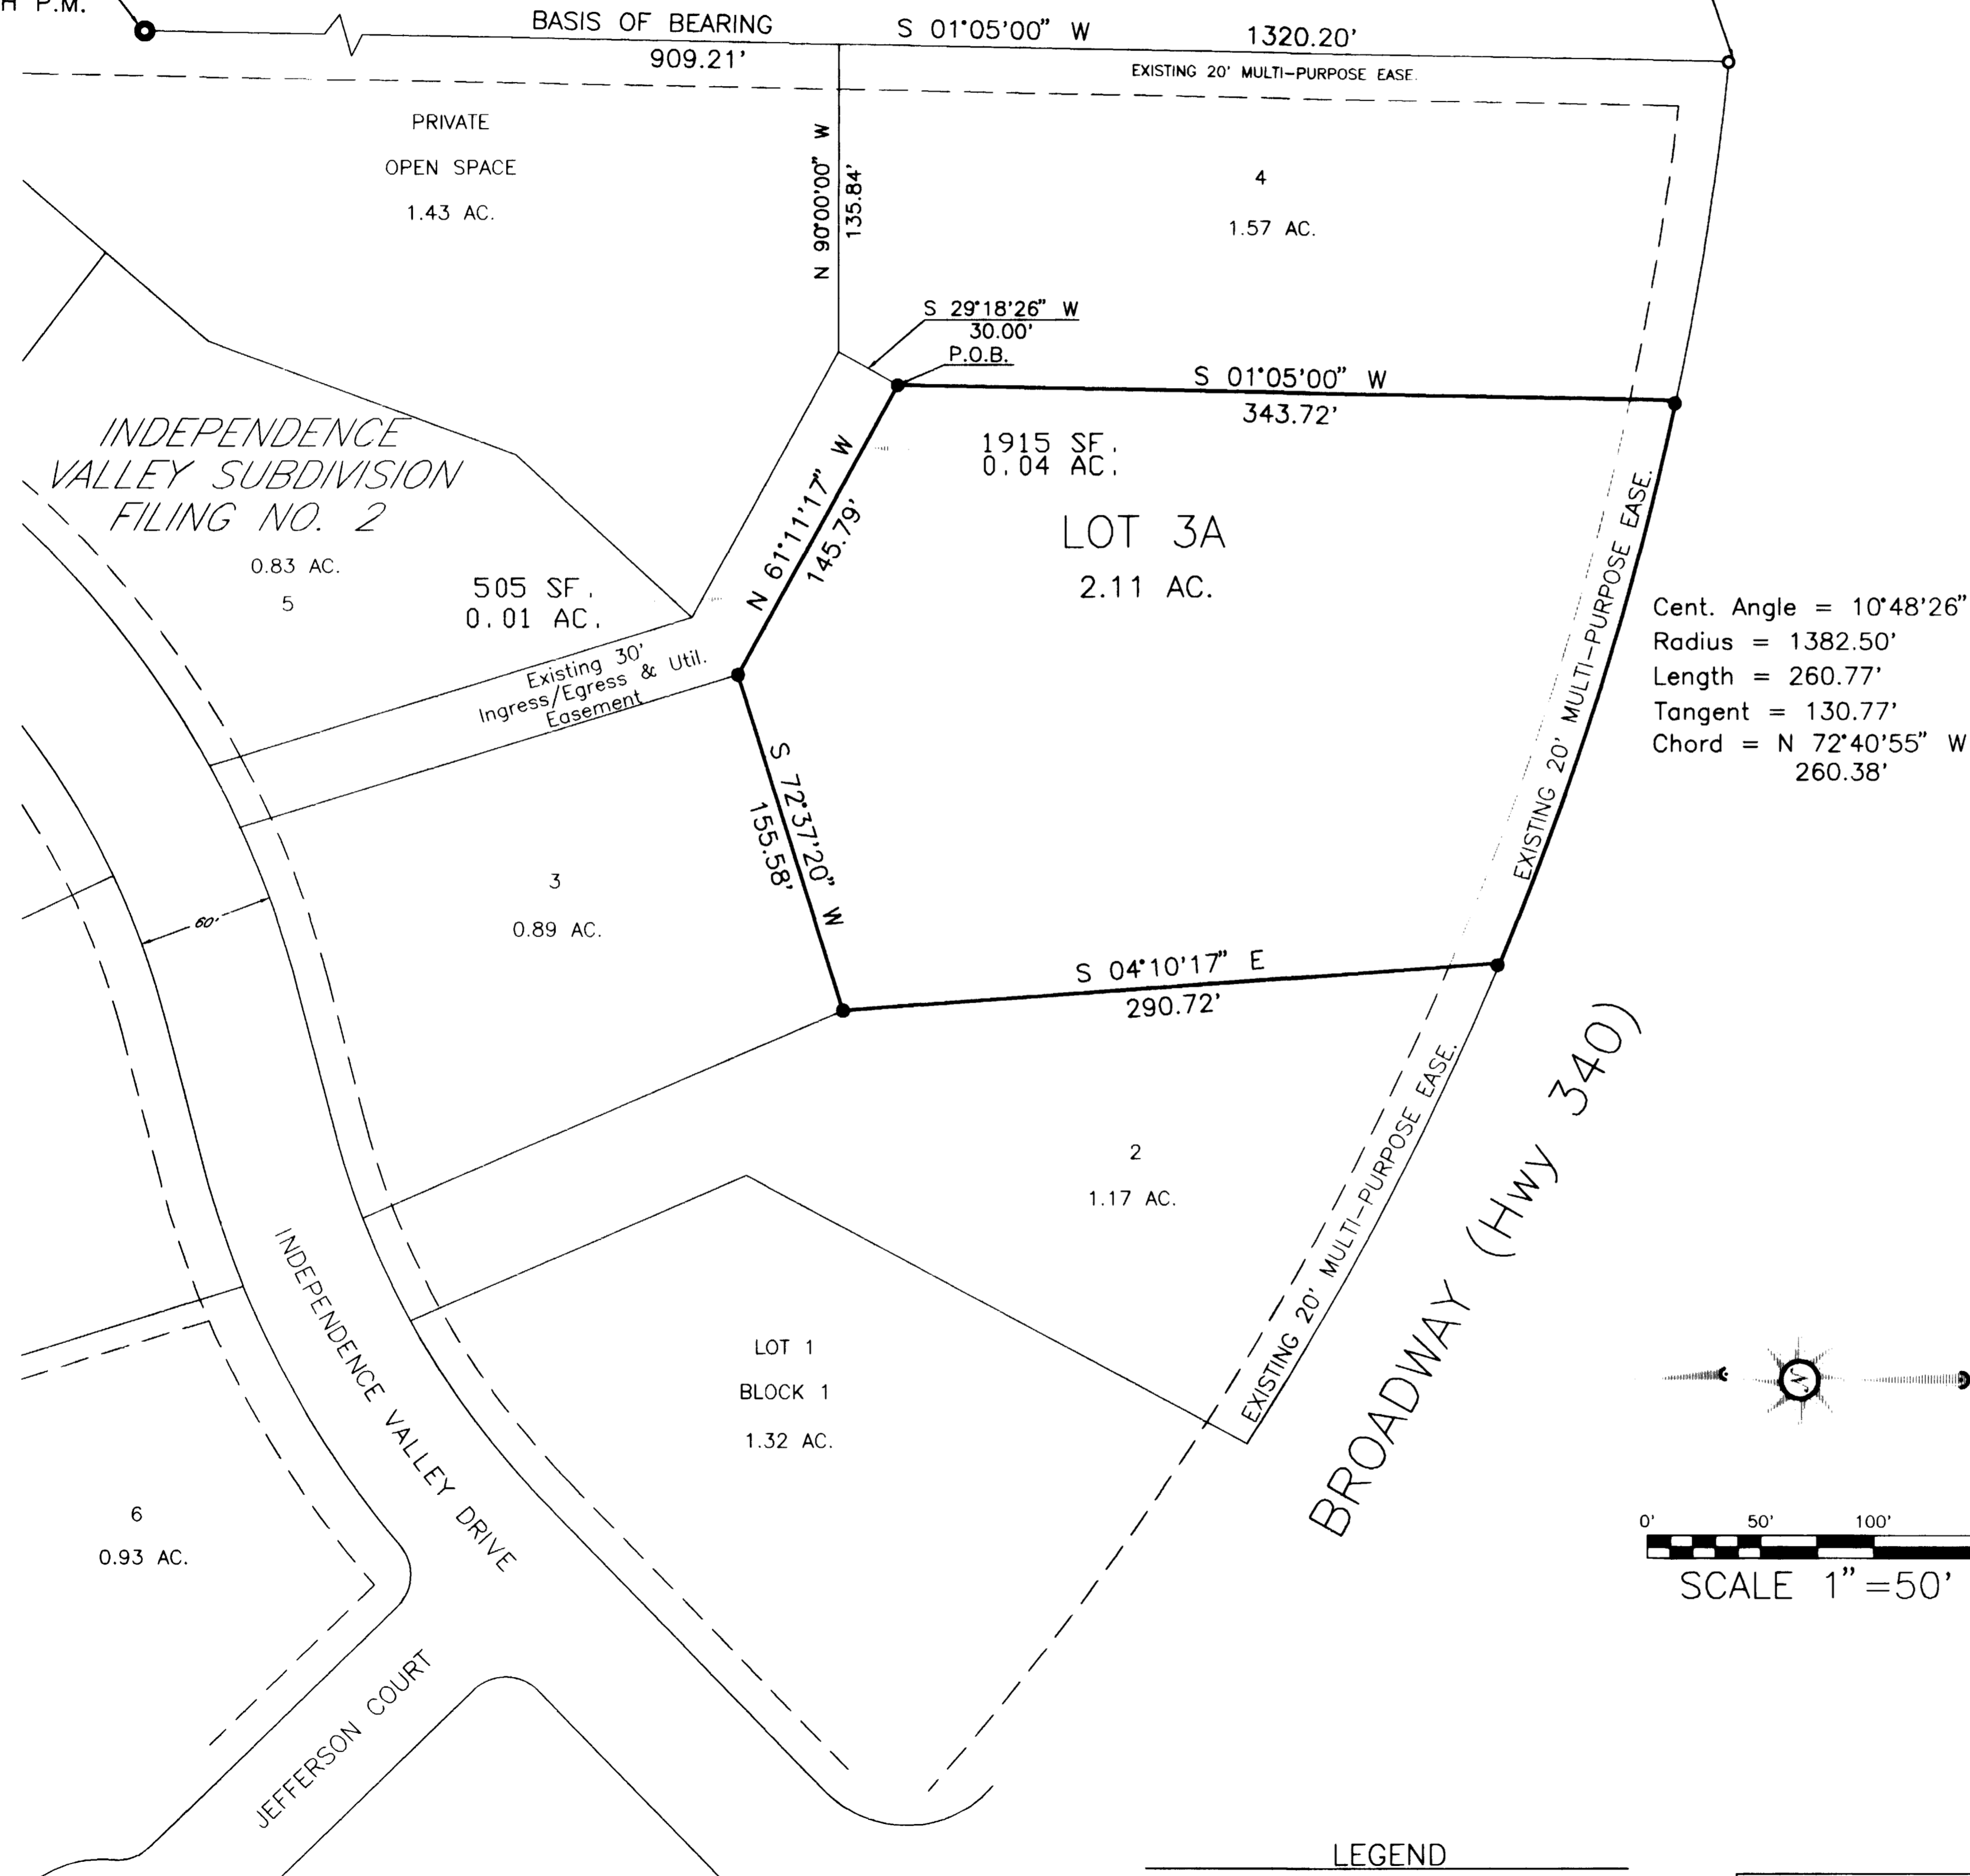 H P.M.
BASIS OF BEARING
S 01°05'00" W
1320.20'
909.21'
EXISTING 20' MULTI-PURPOSE EASE.
PRIVATE
OPEN SPACE
1.43 AC.
N 90°00'00" W
135.84'
4
1.57 AC.
S 29°18'26" W
30.00'
P.O.B.
S 01°05'00" W
343.72'
INDEPENDENCE
VALLEY SUBDIVISION
FILING NO. 2
0.83 AC.
5
505 SF.
0.01 AC.
N 61°11'17" W
145.79'
1915 SF.
0.04 AC.
LOT 3A
2.11 AC.
EXISTING 20' MULTI-PURPOSE EASE.
Cent. Angle = 10°48'26"
Radius = 1382.50'
Length = 260.77'
Tangent = 130.77'
Chord = N 72°40'55" W
260.38'
Existing 30'
Ingress/Egress & Util.
Easement
S 72°37'20" W
155.58'
3
0.89 AC.
60'
S 04°10'17" E
290.72'
2
1.17 AC.
EXISTING 20' MULTI-PURPOSE EASE.
BROADWAY (Hwy 340)
INDEPENDENCE VALLEY DRIVE
LOT 1
BLOCK 1
1.32 AC.
6
0.93 AC.
JEFFERSON COURT
N
0' 50' 100'
SCALE 1"=50'
LEGEND